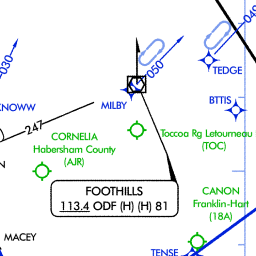 030
049
050
TEDGE
KNOWW
MILBY
BTTIS
247
CORNELIA
Habersham County
(AJR)
Toccoa Rg Letourneau
(TOC)
N
FOOTHILLS
113.4 ODF (H) (H) 81
CANON
Franklin-Hart
(18A)
MACEY
TENSE